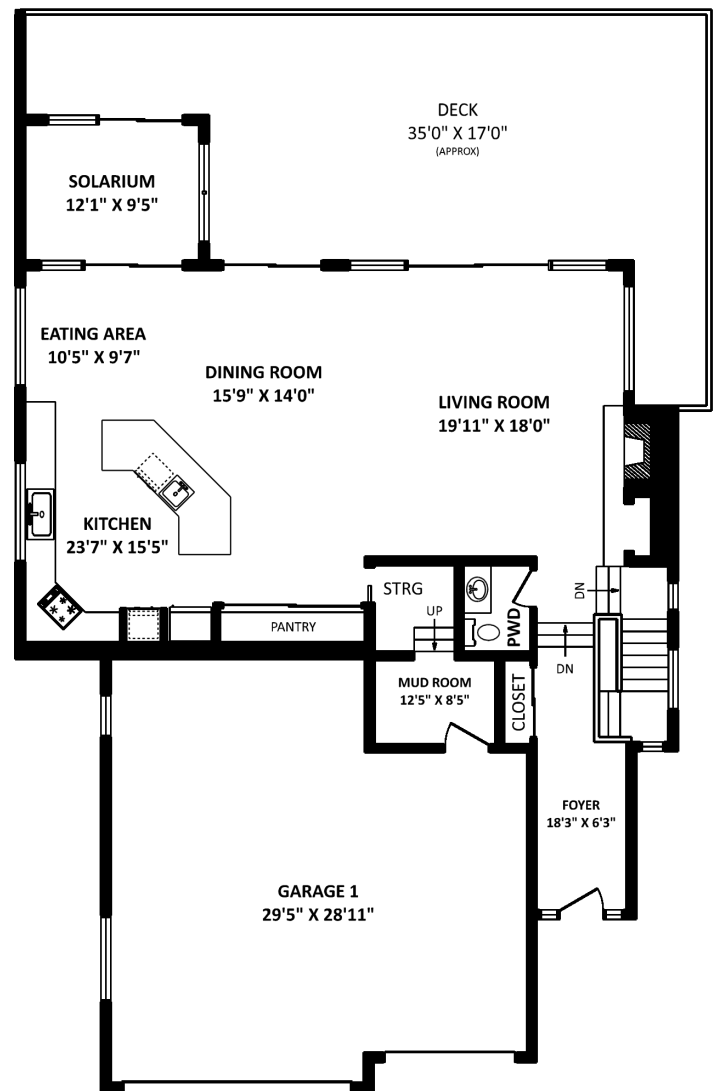 DECK
35'0" X 17'0"
(APPROX)
SOLARIUM
12'1" X 9'5"
EATING AREA
10'5" X 9'7"
DINING ROOM
15'9" X 14'0"
LIVING ROOM
19'11" X 18'0"
KITCHEN
23'7" X 15'5"
STRG
UP
PWD
DN
PANTRY
DN
MUD ROOM
12'5" X 8'5"
CLOSET
FOYER
18'3" X 6'3"
GARAGE 1
29'5" X 28'11"